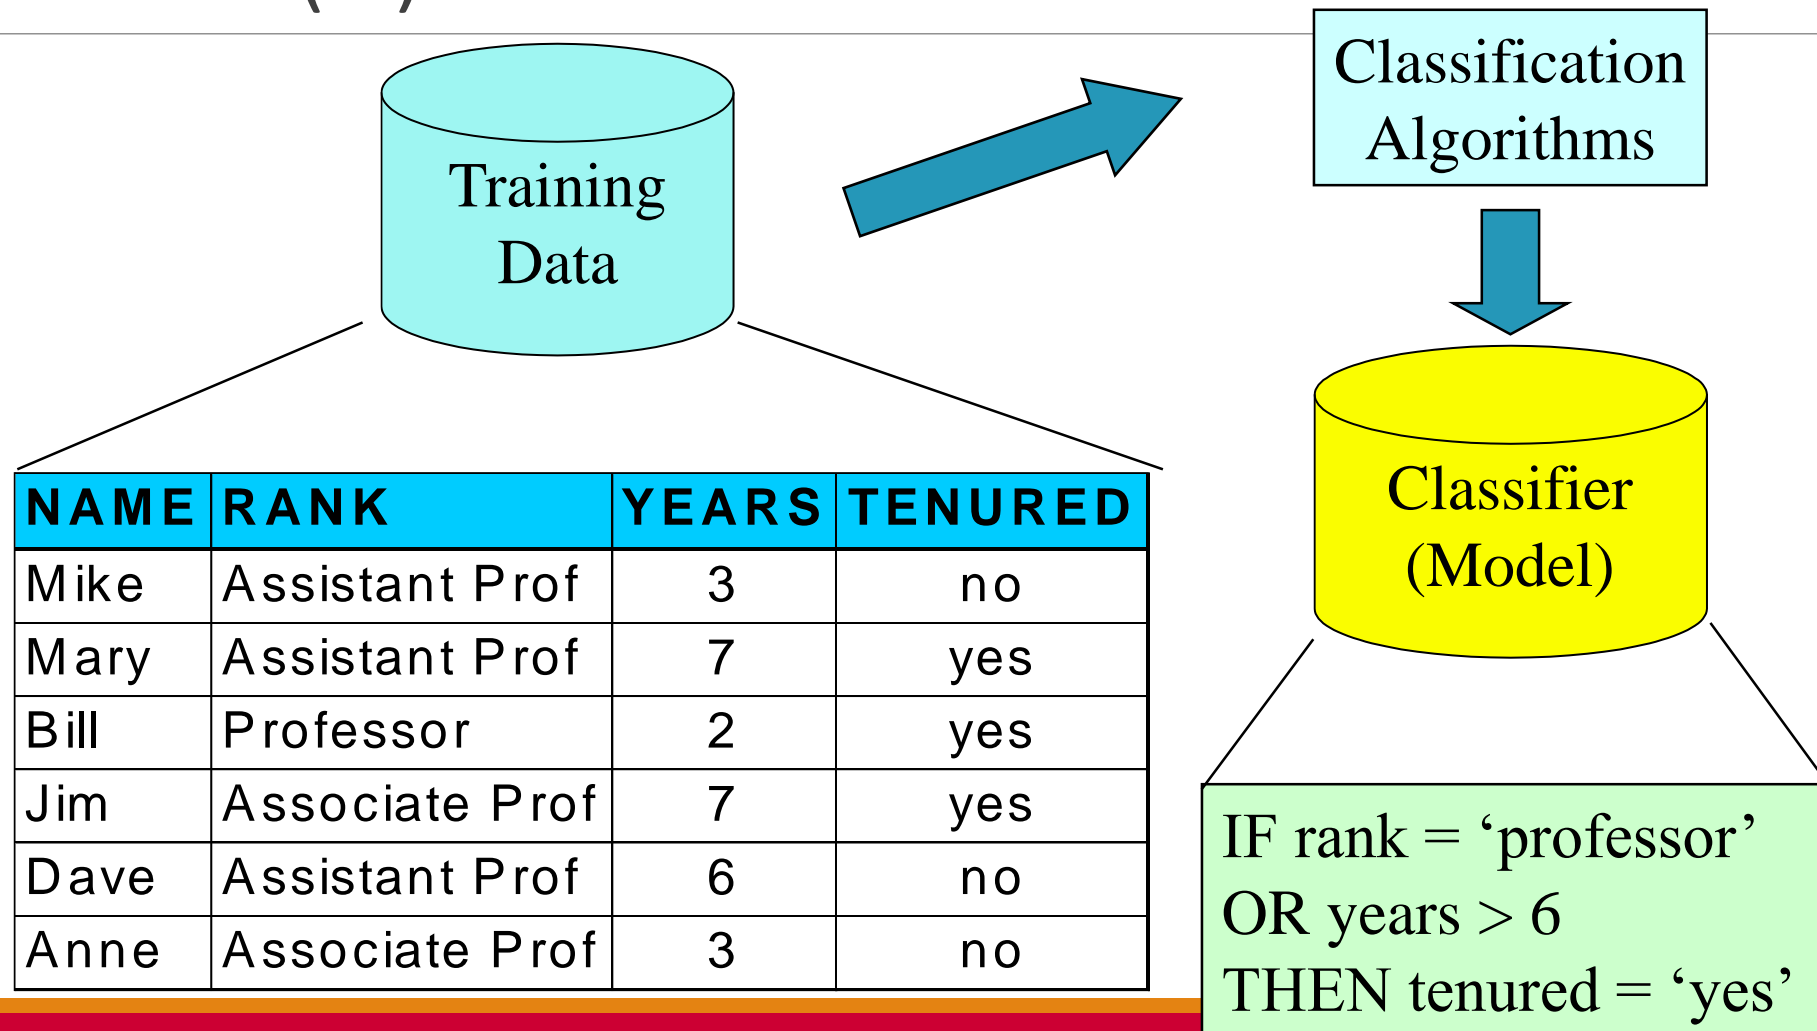 Classification
Algorithms
Training
Data
Classifier
(Model)
NAME RANK YEARS TENURED
Mike Assistant Prof 3 no
Mary Assistant Prof 7 yes
Bill Professor 2 yes
Jim Associate Prof 7 yes
Dave Assistant Prof 6 no
Anne Associate Prof 3 no
IF rank = ‘professor’
OR years > 6
THEN tenured = ‘yes’